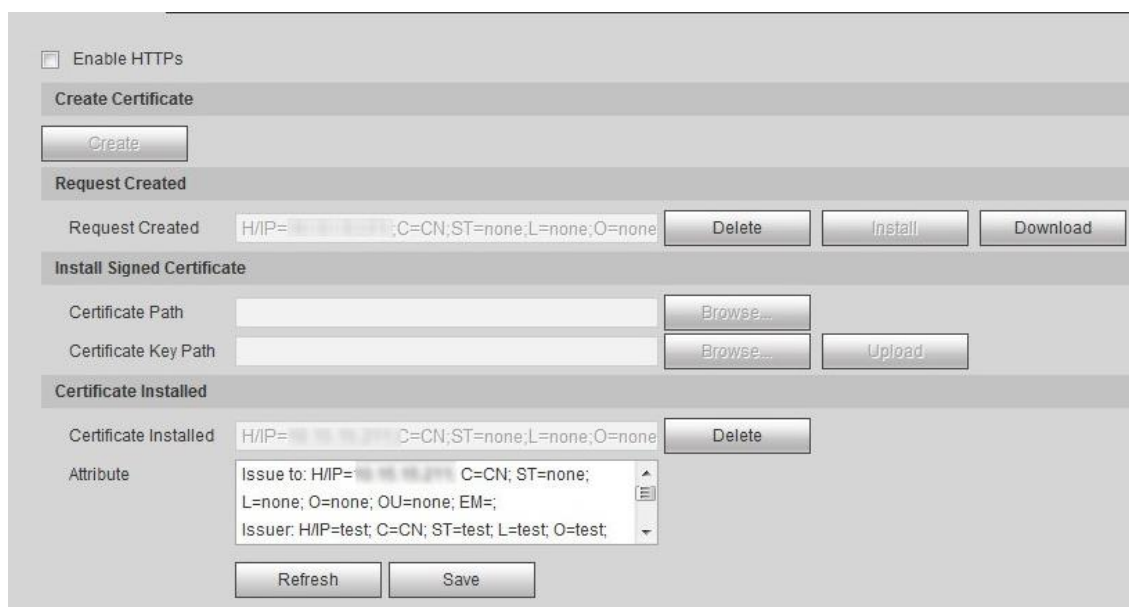 Enable HTTPs
Create Certificate
Create
Request Created
Request Created H/IP= ;C=CN;ST=none;L=none;O=none Delete Install Download
Install Signed Certificate
Certificate Path Browse...
Certificate Key Path Browse... Upload
Certificate Installed
Certificate Installed H/IP= C=CN;ST=none;L=none;O=none Delete
Attribute Issue to: H/IP= C=CN; ST=none;
L=none; O=none; OU=none; EM=;
Issuer: H/IP=test; C=CN; ST=test; L=test; O=test;
Refresh Save